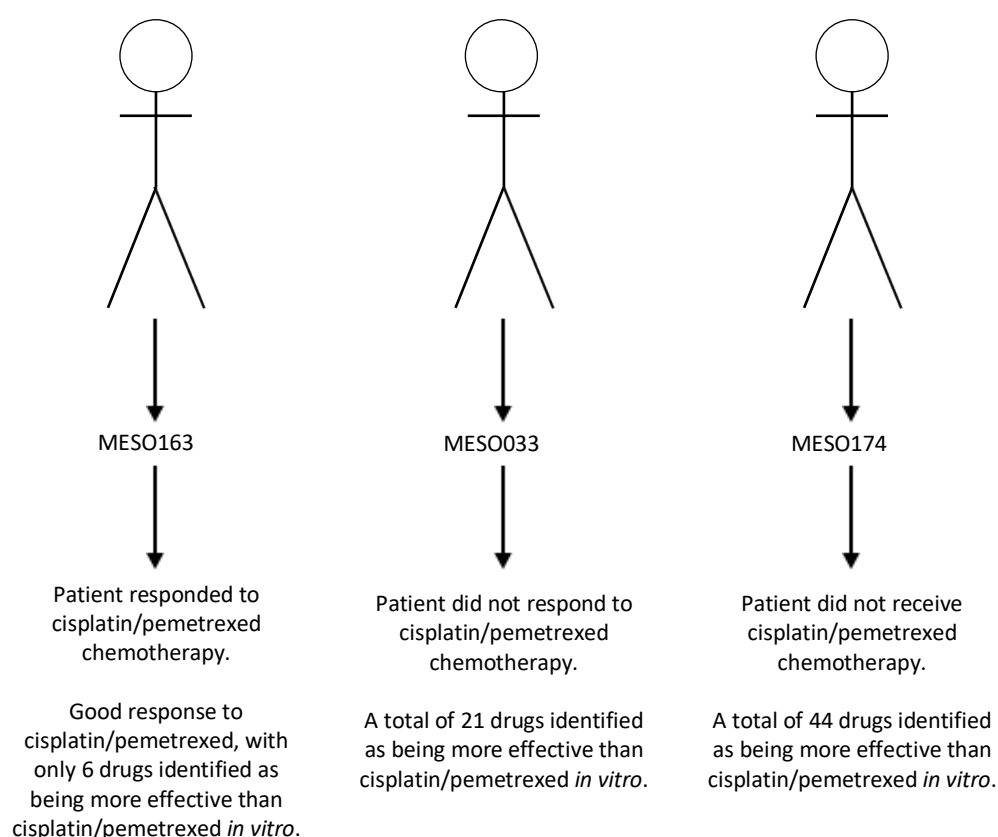 MESO163
MESO033
MESO174
Patient responded to
cisplatin/pemetrexed
chemotherapy.
Good response to
cisplatin/pemetrexed, with
only 6 drugs identified as
being more effective than
cisplatin/pemetrexed in vitro.
Patient did not respond to
cisplatin/pemetrexed
chemotherapy.
A total of 21 drugs identified
as being more effective than
cisplatin/pemetrexed in vitro.
Patient did not receive
cisplatin/pemetrexed
chemotherapy.
A total of 44 drugs identified
as being more effective than
cisplatin/pemetrexed in vitro.